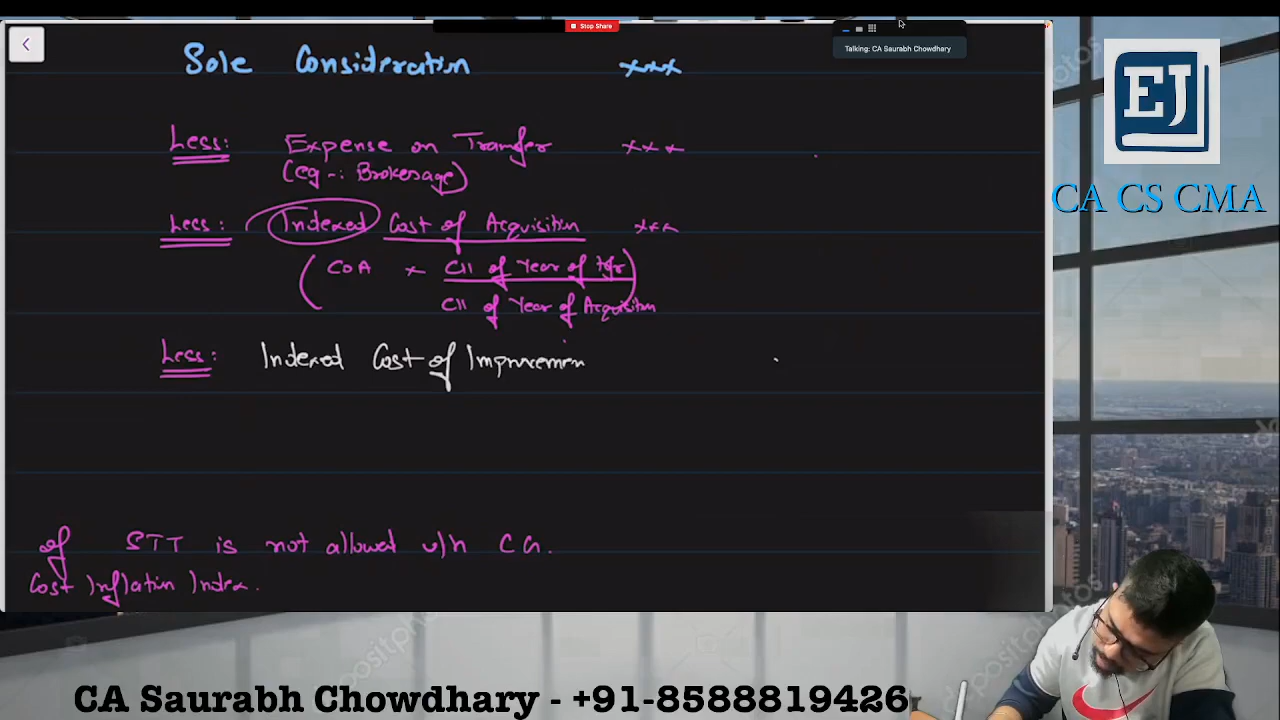 Stop Share
Talking: CA Saurabh Chowdhary
Sale Consideration xxx
Less: Expense on Transfer xxx
(eg-: Brokerage)
Less: Indexed Cost of Acquisition xxx
(COA x CII of Year of tfr
CII of Year of Acquisition)
Less: Indexed Cost of Improvemen
of STT is not allowed u/h CG.
Cost Inflation Index.
EJ
CA CS CMA
CA Saurabh Chowdhary - +91-8588819426